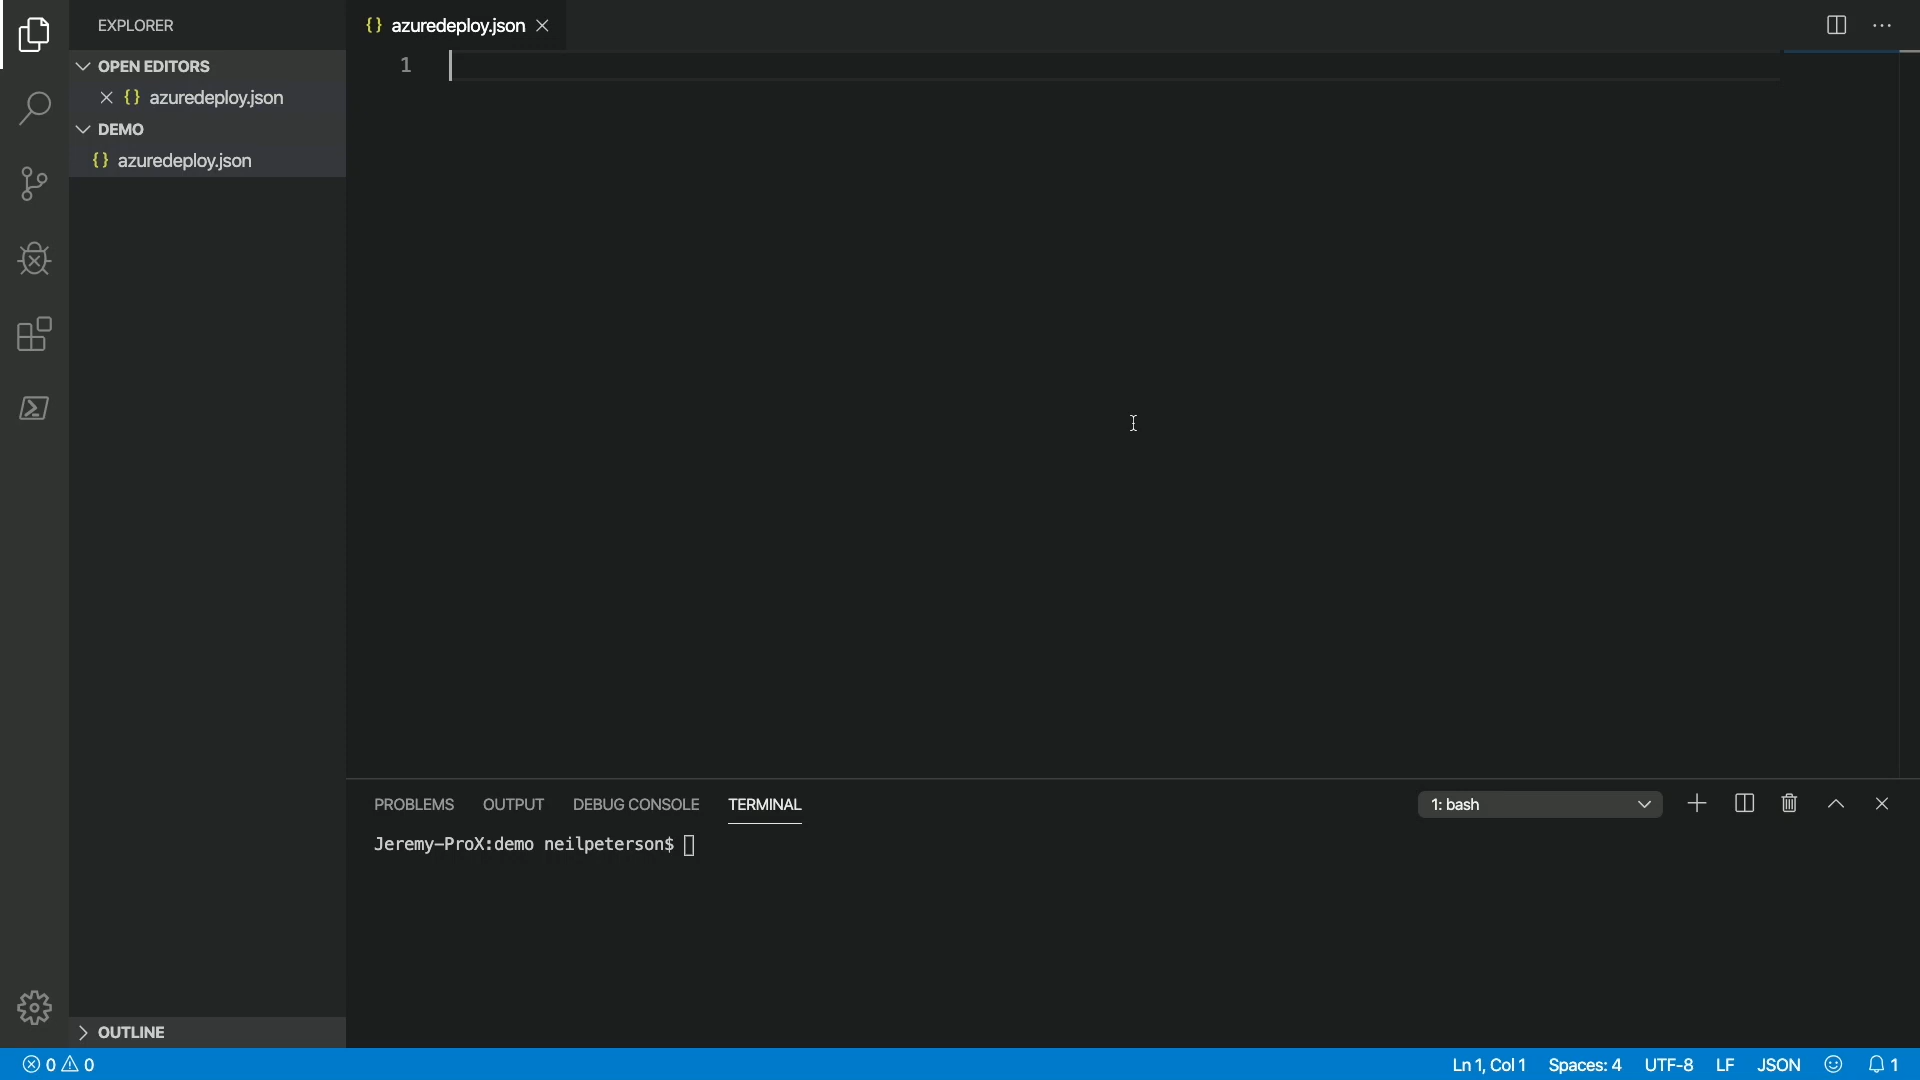 EXPLORER
OPEN EDITORS
{} azuredeploy.json
DEMO
{} azuredeploy.json
OUTLINE
{} azuredeploy.json
1
PROBLEMS OUTPUT DEBUG CONSOLE TERMINAL
1: bash
Jeremy-ProX:demo neilpeterson$
0 0
Ln 1, Col 1 Spaces: 4 UTF-8 LF JSON 1